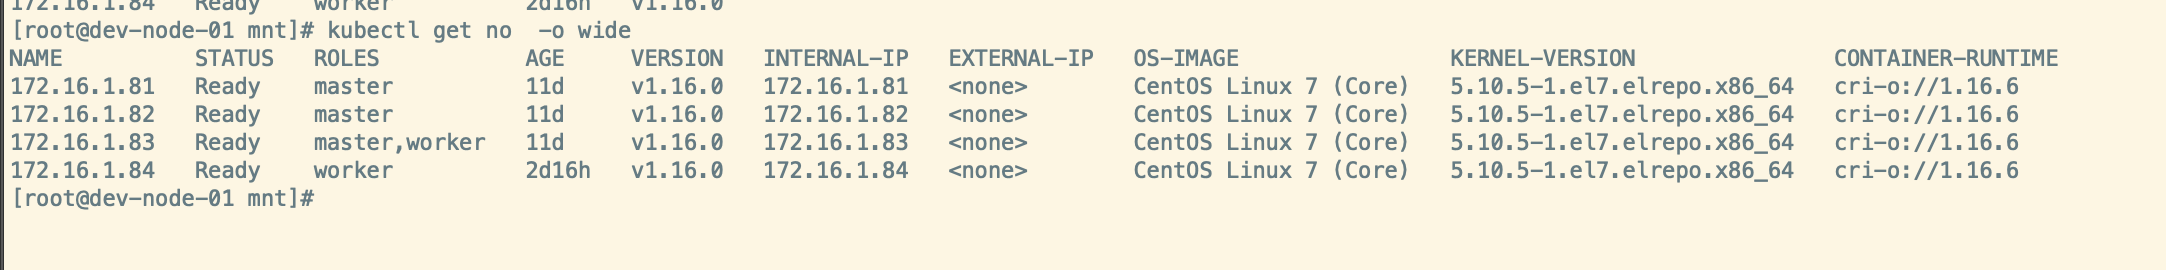 172.16.1.84   Ready    worker          2d16h   v1.16.0
[root@dev-node-01 mnt]# kubectl get no  -o wide
NAME          STATUS   ROLES           AGE     VERSION   INTERNAL-IP   EXTERNAL-IP   OS-IMAGE                KERNEL-VERSION               CONTAINER-RUNTIME
172.16.1.81   Ready    master          11d     v1.16.0   172.16.1.81   <none>        CentOS Linux 7 (Core)   5.10.5-1.el7.elrepo.x86_64   cri-o://1.16.6
172.16.1.82   Ready    master          11d     v1.16.0   172.16.1.82   <none>        CentOS Linux 7 (Core)   5.10.5-1.el7.elrepo.x86_64   cri-o://1.16.6
172.16.1.83   Ready    master,worker   11d     v1.16.0   172.16.1.83   <none>        CentOS Linux 7 (Core)   5.10.5-1.el7.elrepo.x86_64   cri-o://1.16.6
172.16.1.84   Ready    worker          2d16h   v1.16.0   172.16.1.84   <none>        CentOS Linux 7 (Core)   5.10.5-1.el7.elrepo.x86_64   cri-o://1.16.6
[root@dev-node-01 mnt]#